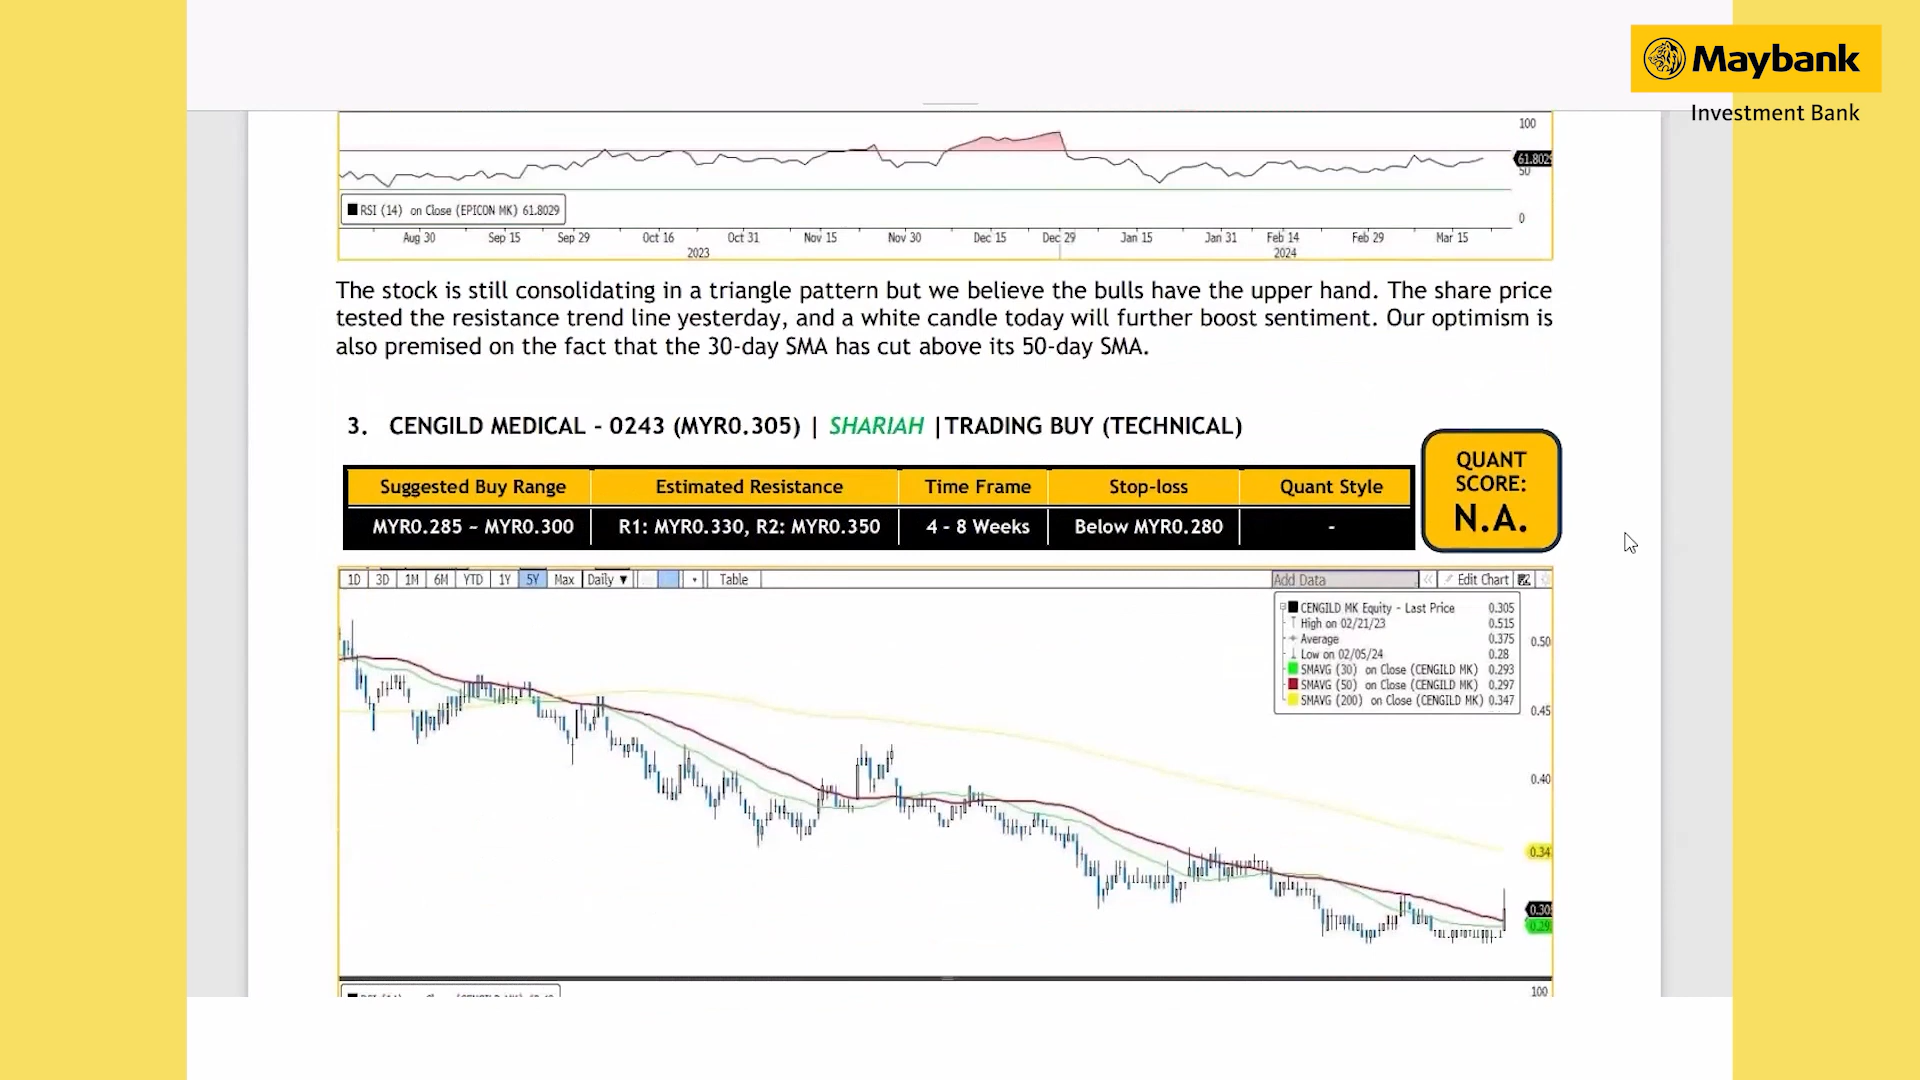 Maybank
Investment Bank
100
61.8029
50
0
RSI (14) on Close (EPICON MK) 61.8029
Aug 30 Sep 15 Sep 29 Oct 16 Oct 31 Nov 15 Nov 30 Dec 15 Dec 29 Jan 15 Jan 31 Feb 14 Feb 29 Mar 15
2023 2024
The stock is still consolidating in a triangle pattern but we believe the bulls have the upper hand. The share price
tested the resistance trend line yesterday, and a white candle today will further boost sentiment. Our optimism is
also premised on the fact that the 30-day SMA has cut above its 50-day SMA.
3. CENGILD MEDICAL - 0243 (MYR0.305) | SHARIAH |TRADING BUY (TECHNICAL)
QUANT
SCORE:
N.A.
Suggested Buy Range Estimated Resistance Time Frame Stop-loss Quant Style
MYR0.285 ~ MYR0.300 R1: MYR0.330, R2: MYR0.350 4 - 8 Weeks Below MYR0.280 -
1D 3D 1M 6M YTD 1Y 5Y Max Daily ▼ Table Add Data « Edit Chart
CENGILD MK Equity - Last Price 0.305
High on 02/21/23 0.515
Average 0.375
Low on 02/05/24 0.28
SMAVG (30) on Close (CENGILD MK) 0.293
SMAVG (50) on Close (CENGILD MK) 0.297
SMAVG (200) on Close (CENGILD MK) 0.347
0.50
0.45
0.40
0.34
0.30
0.29
100